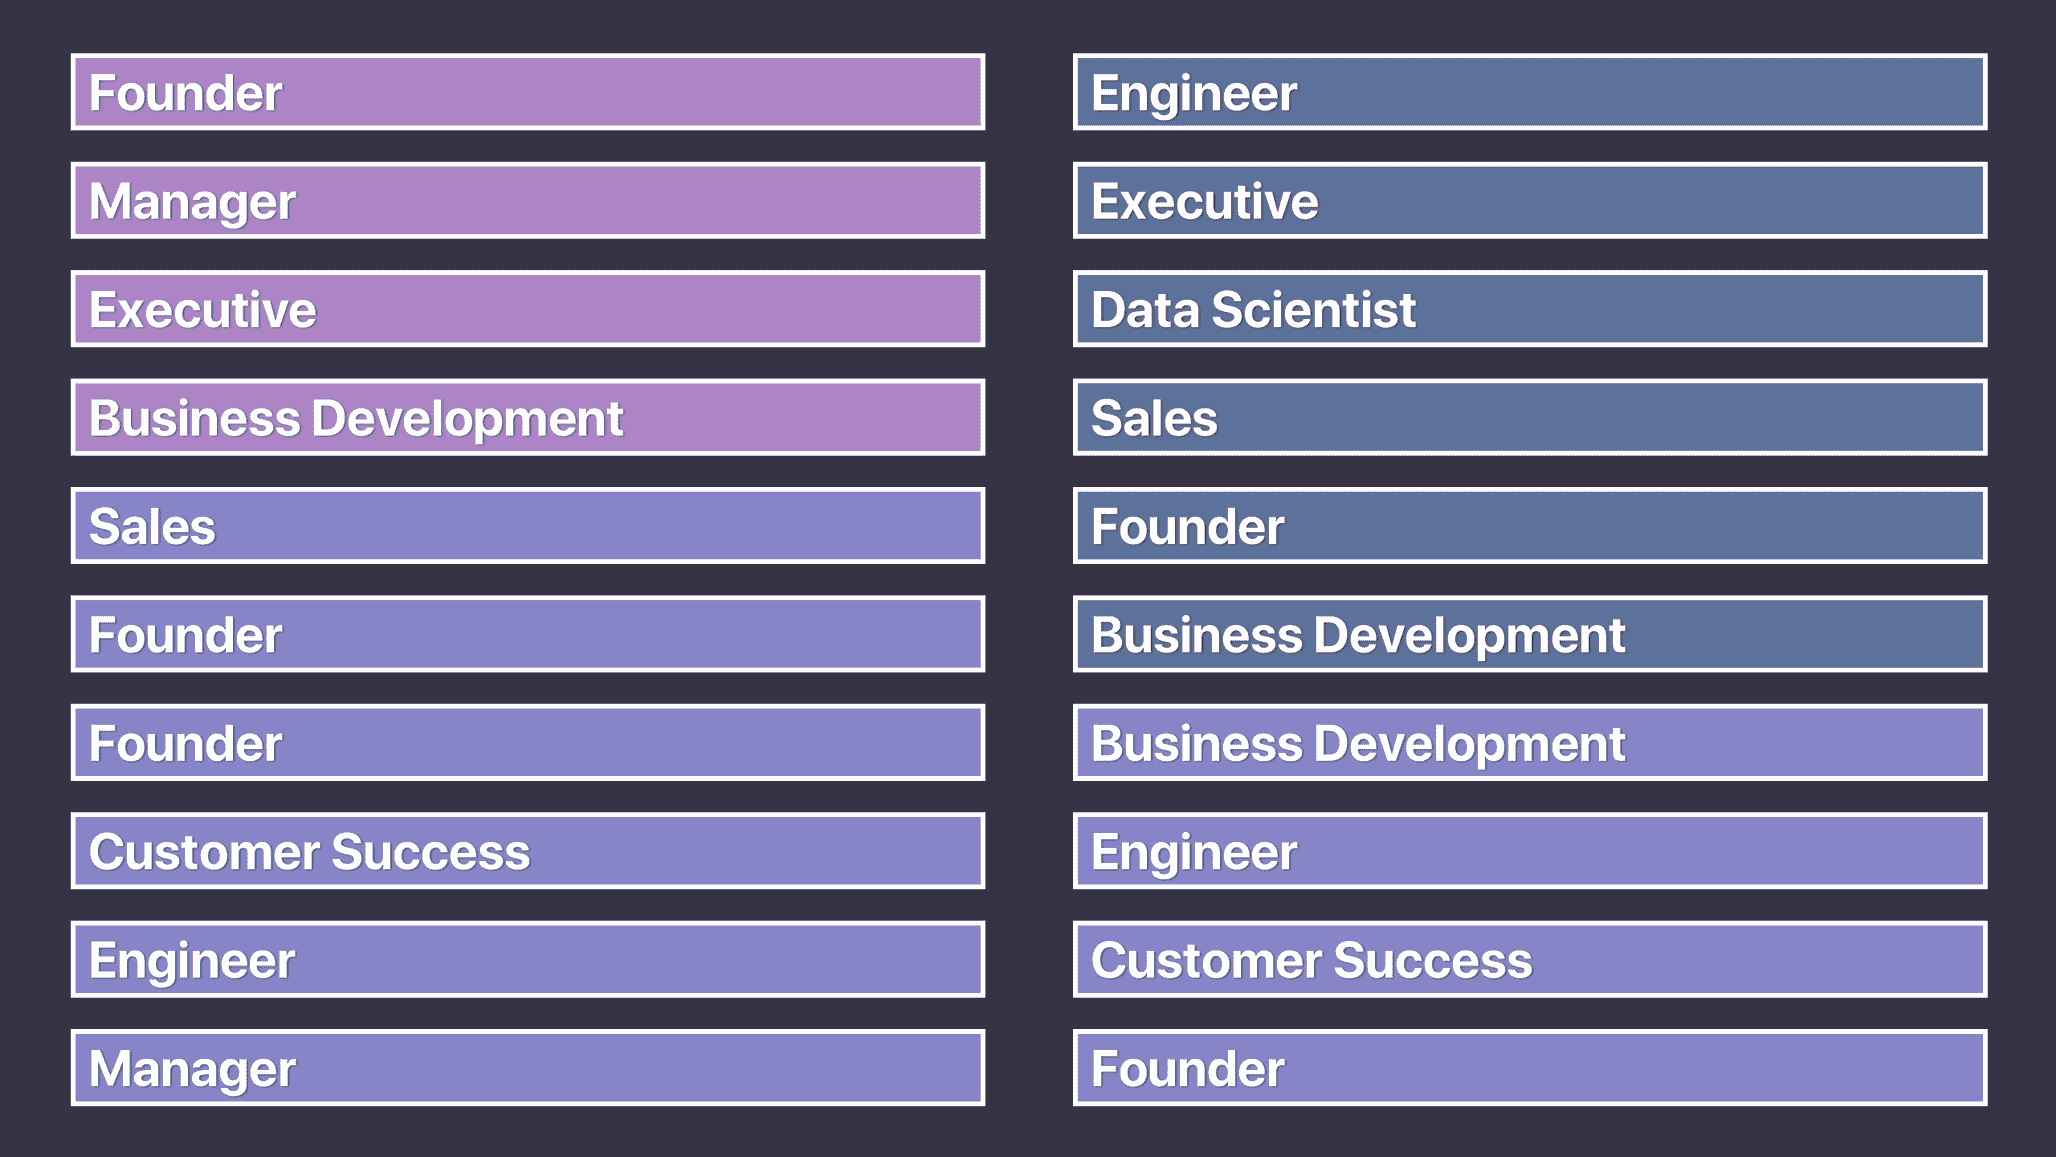 Founder
Manager
Executive
Business Development
Sales
Founder
Founder
Customer Success
Engineer
Manager
Engineer
Executive
Data Scientist
Sales
Founder
Business Development
Business Development
Engineer
Customer Success
Founder